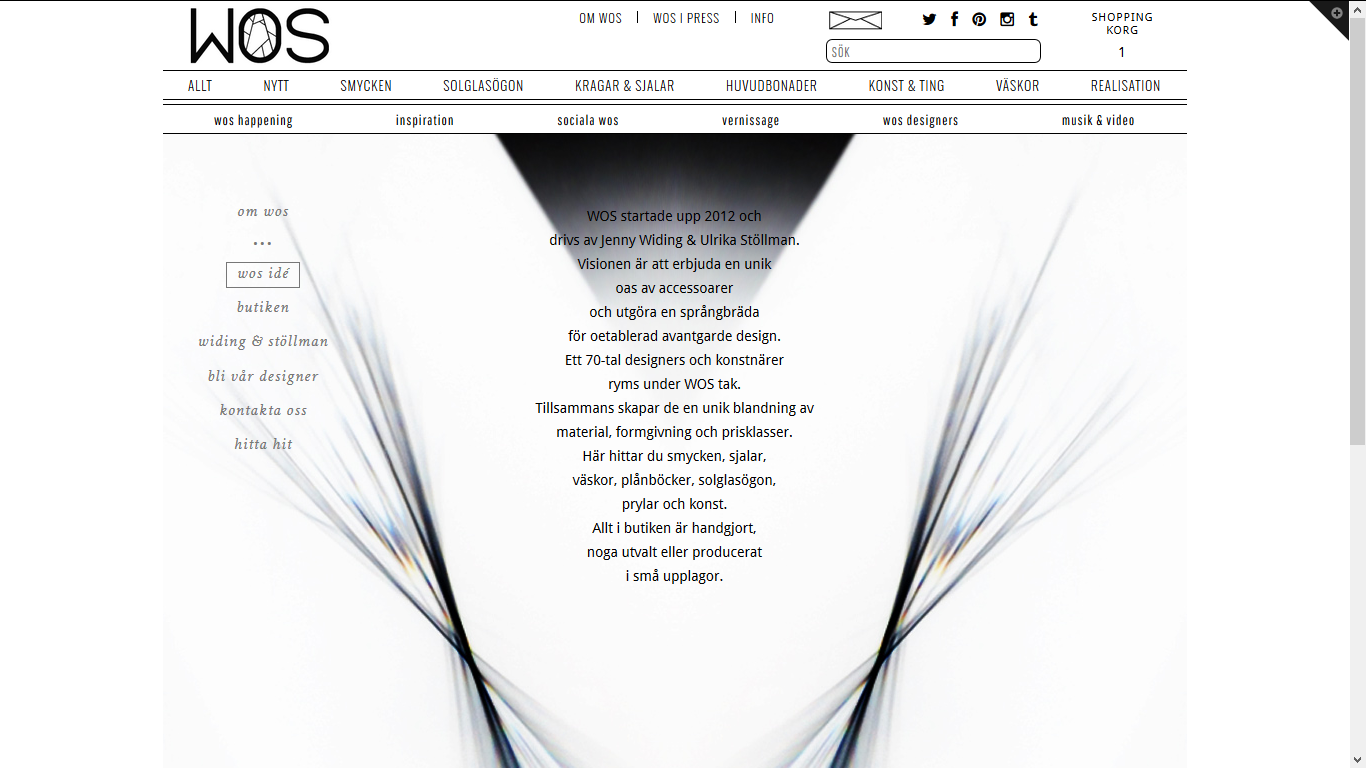 WOS
OM WOS | WOS I PRESS | INFO
SHOPPING
KORG
1
SÖK
ALLT NYTT SMYCKEN SOLGLASÖGON KRAGAR & SJALAR HUVUDBONADER KONST & TING VÄSKOR REALISATION
wos happening inspiration sociala wos vernissage wos designers musik & video
om wos
...
wos idé
butiken
widing & stöllman
bli vår designer
kontakta oss
hitta hit
WOS startade upp 2012 och
drivs av Jenny Widing & Ulrika Stöllman.
Visionen är att erbjuda en unik
oas av accessoarer
och utgöra en språngbräda
för oetablerad avantgarde design.
Ett 70-tal designers och konstnärer
ryms under WOS tak.
Tillsammans skapar de en unik blandning av
material, formgivning och prisklasser.
Här hittar du smycken, sjalar,
väskor, plånböcker, solglasögon,
prylar och konst.
Allt i butiken är handgjort,
noga utvalt eller producerat
i små upplagor.